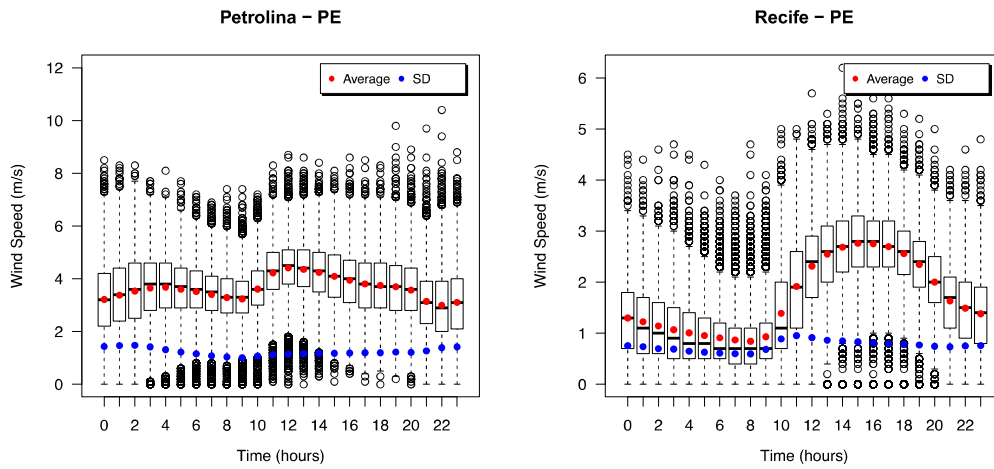 Petrolina − PE
Wind Speed (m/s)
12
10
8
6
4
2
0
Average SD
0 2 4 6 8 10 12 14 16 18 20 22
Time (hours)
Recife − PE
Wind Speed (m/s)
6
5
4
3
2
1
0
Average SD
0 2 4 6 8 10 12 14 16 18 20 22
Time (hours)